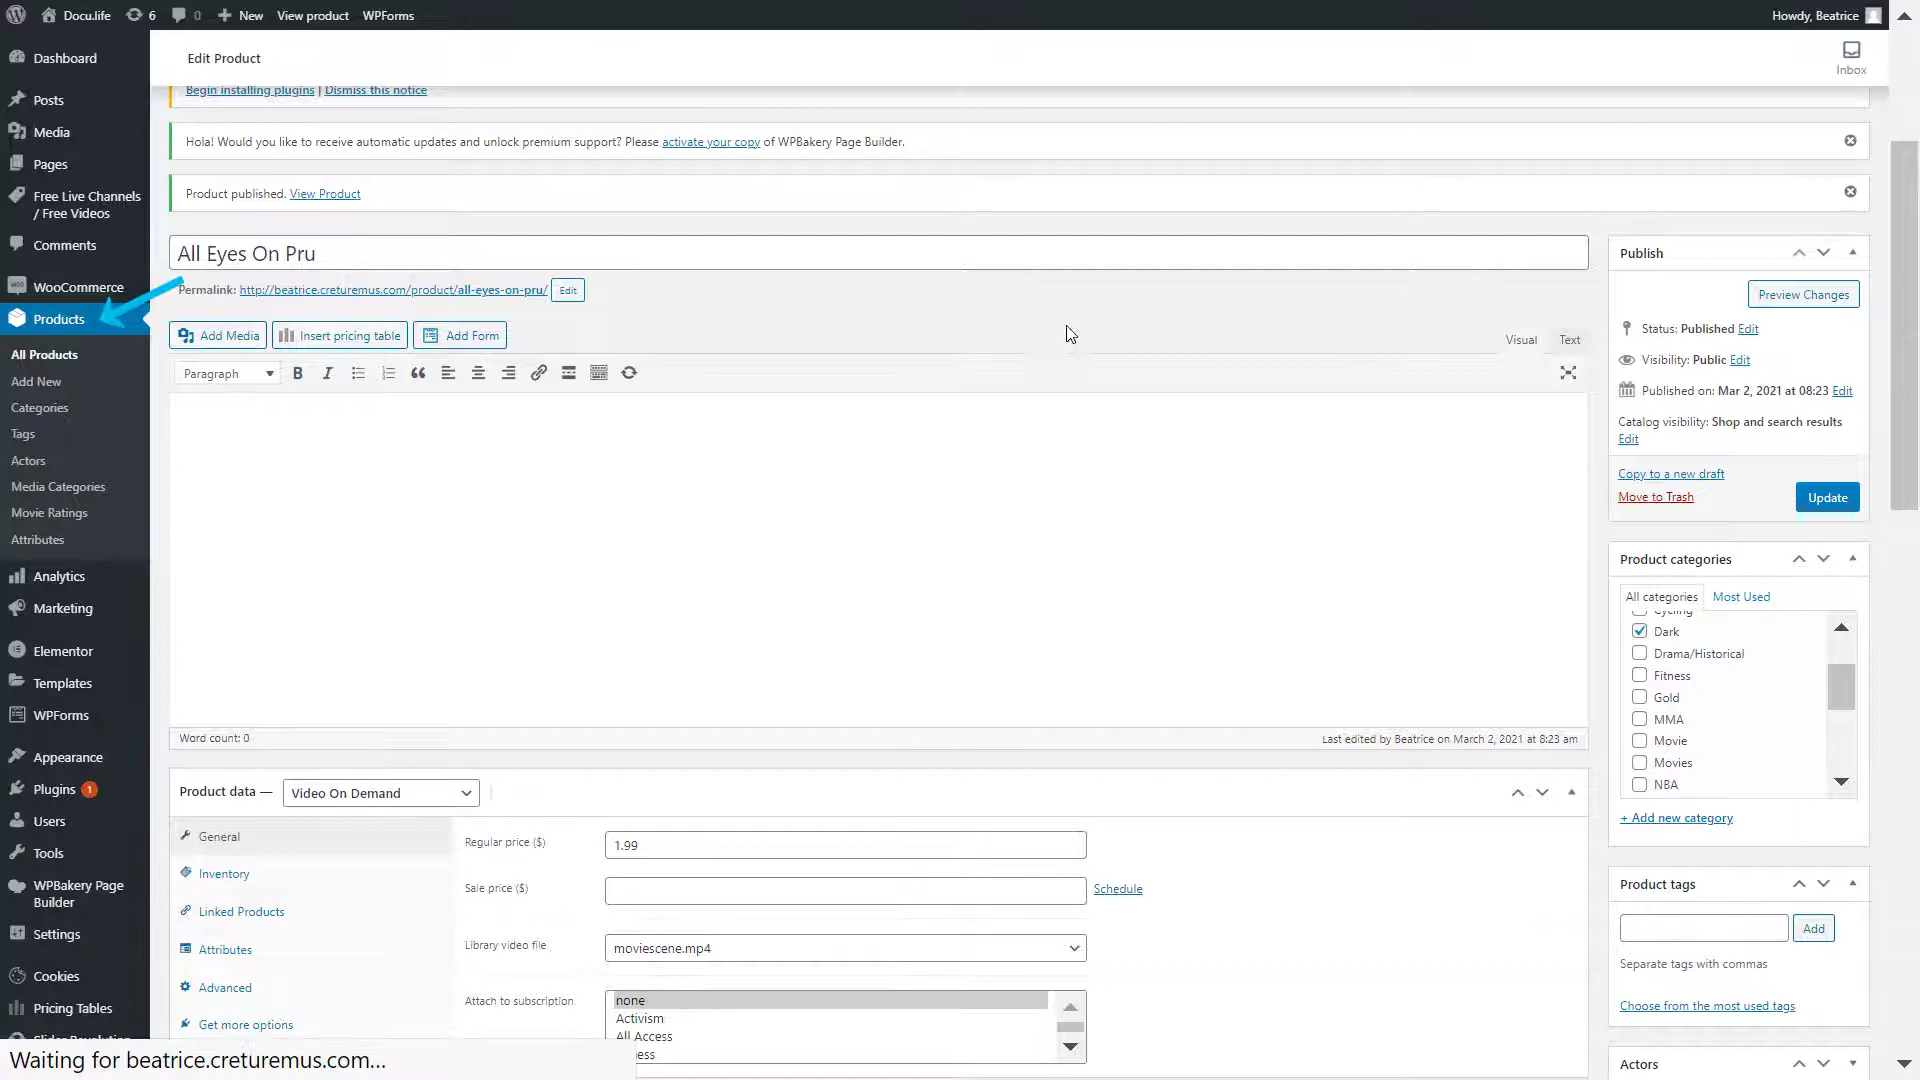 Docu.life
6
0
New
View product
WPForms
Howdy, Beatrice
Dashboard
Posts
Media
Pages
Free Live Channels
/ Free Videos
Comments
WooCommerce
Products
All Products
Add New
Categories
Tags
Actors
Media Categories
Movie Ratings
Attributes
Analytics
Marketing
Elementor
Templates
WPForms
Appearance
Plugins 1
Users
Tools
WPBakery Page
Builder
Settings
Cookies
Pricing Tables
Slider Revolution
Edit Product
Inbox
Begin installing plugins | Dismiss this notice
Hola! Would you like to receive automatic updates and unlock premium support? Please activate your copy of WPBakery Page Builder.
Product published. View Product
All Eyes On Pru
Permalink: http://beatrice.creturemus.com/product/all-eyes-on-pru/ Edit
Add Media
Insert pricing table
Add Form
Visual
Text
Paragraph
Word count: 0
Last edited by Beatrice on March 2, 2021 at 8:23 am
Product data —
Video On Demand
General
Inventory
Linked Products
Attributes
Advanced
Get more options
Regular price ($)
1.99
Sale price ($)
Schedule
Library video file
moviescene.mp4
Attach to subscription
none
Activism
All Access
Publish
Preview Changes
Status: Published Edit
Visibility: Public Edit
Published on: Mar 2, 2021 at 08:23 Edit
Catalog visibility: Shop and search results
Edit
Copy to a new draft
Move to Trash
Update
Product categories
All categories
Most Used
Cycling
Dark
Drama/Historical
Fitness
Gold
MMA
Movie
Movies
NBA
+ Add new category
Product tags
Add
Separate tags with commas
Choose from the most used tags
Actors
Waiting for beatrice.creturemus.com...